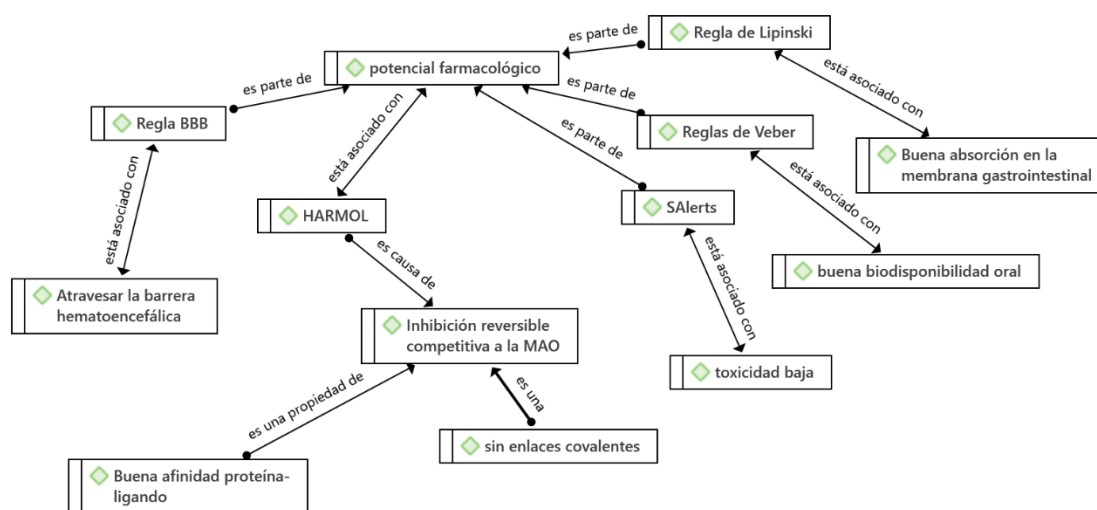 es parte de
Regla de Lipinski
potencial farmacológico
es parte de
es parte de
está asociado con
Regla BBB
es parte de
Reglas de Veber
está asociado con
Buena absorción en la
membrana gastrointestinal
está asociado con
HARMOL
SAlerts
está asociado con
es causa de
está asociado con
buena biodisponibilidad oral
Atravesar la barrera
hematoencefálica
Inhibición reversible
competitiva a la MAO
toxicidad baja
es una propiedad de
es una
sin enlaces covalentes
Buena afinidad proteína-
ligando